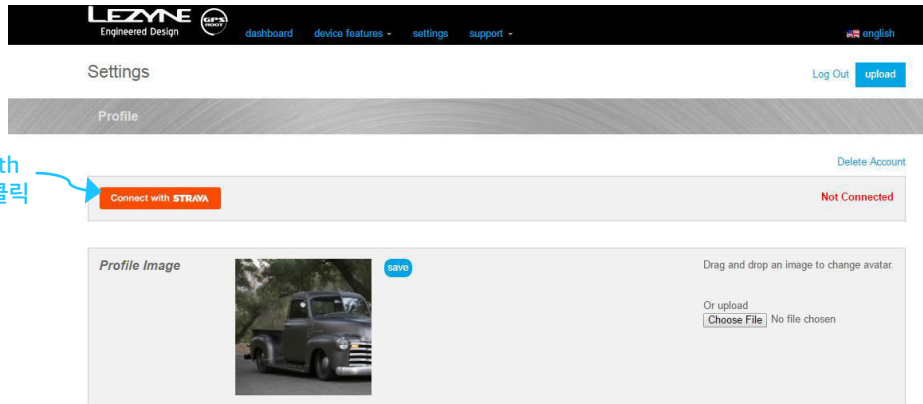 LEZYNE
Engineered Design
GPS
ROOT
dashboard device features settings support english
Settings
Log Out upload
Profile
Delete Account
th
클릭
Connect with STRAVA
Not Connected
Profile Image
save
Drag and drop an image to change avatar.
Or upload
Choose File No file chosen